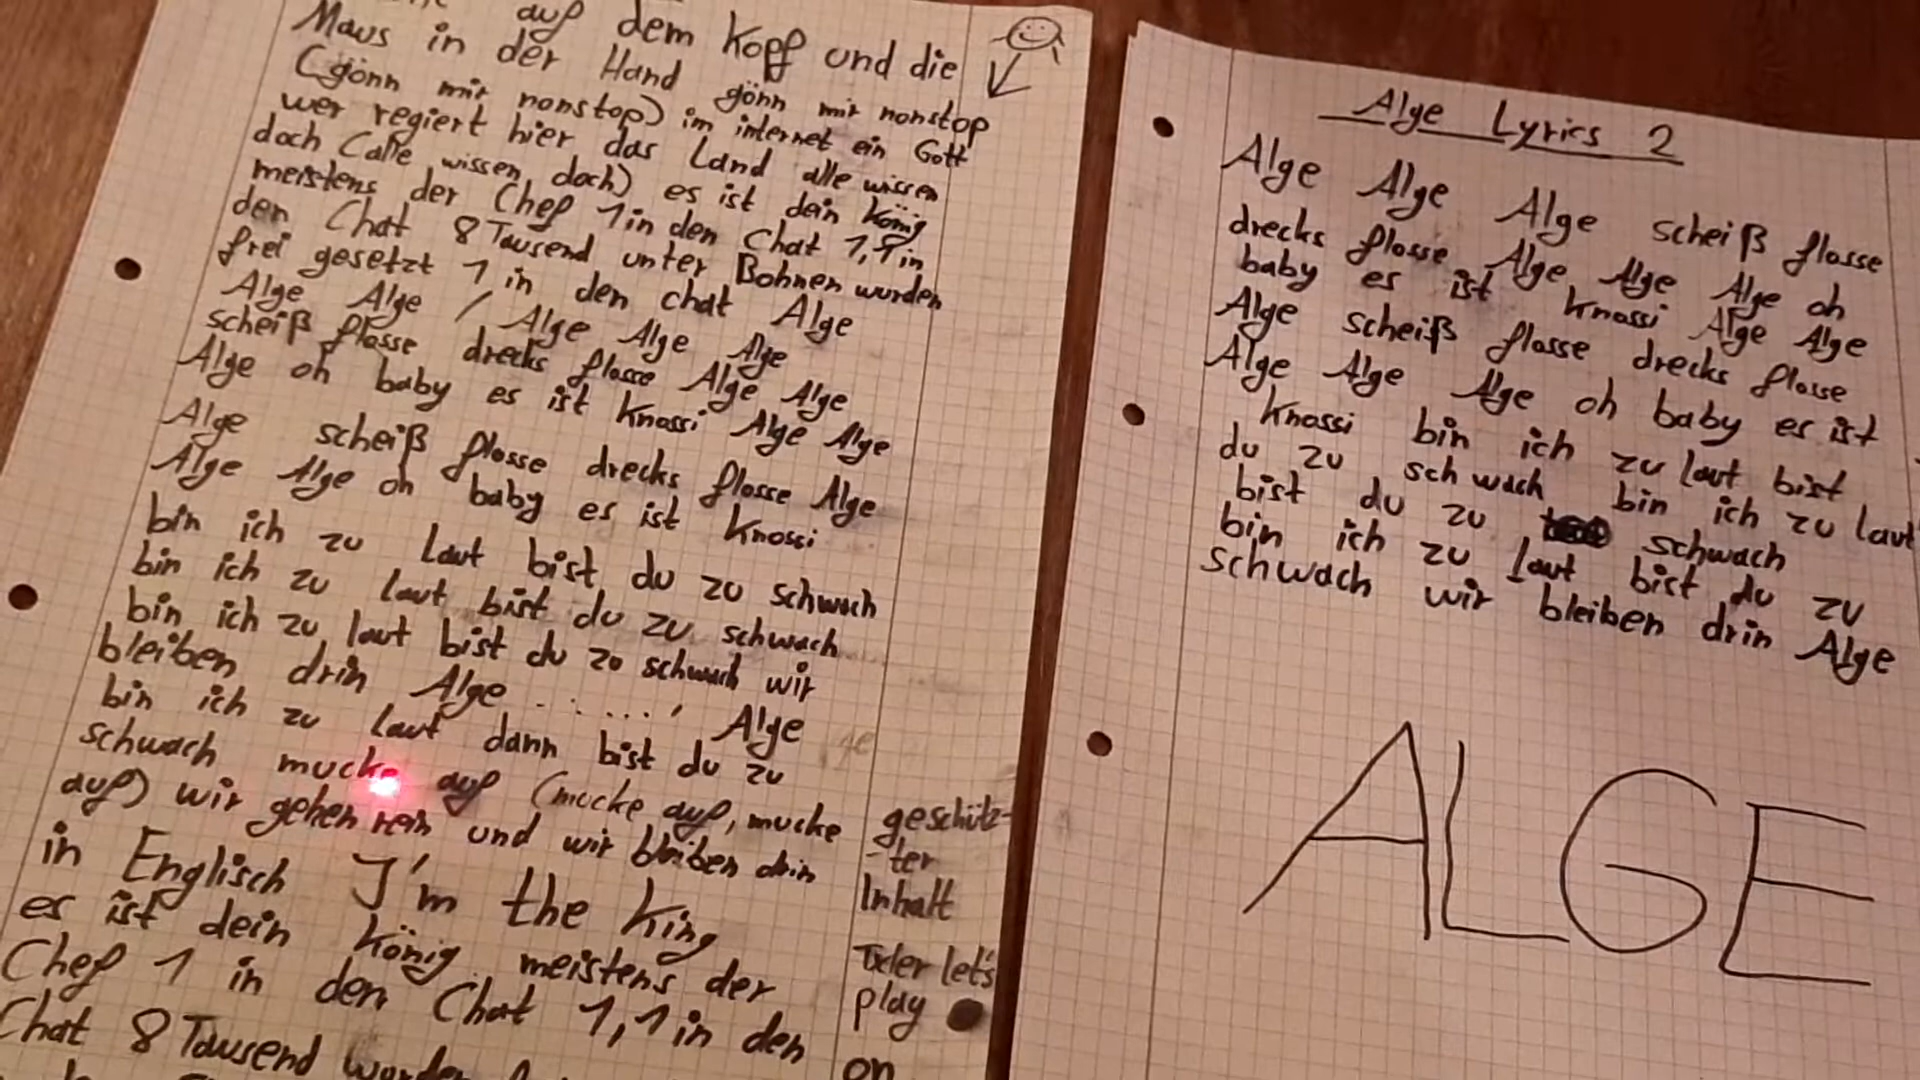 auf dem Kopf und die
Maus in der Hand gönn mir nonstop
(gönn mir nonstop) im internet ein Gott
wer regiert hier das Land alle wissen
doch (alle wissen doch) es ist dein König
meistens der Chef 1 in den Chat 1, 1 in
den Chat 8 Tausend unter Bohnen wurden
frei gesetzt 1 in den chat Alge
Alge Alge / Alge Alge Alge
scheiß flosse drecks flosse Alge Alge
Alge oh baby es ist Knossi Alge Alge
Alge scheiß flosse drecks flosse Alge
Alge Alge oh baby es ist Knossi
bin ich zu laut bist du zu schwach
bin ich zu laut bist du zu schwach
bin ich zu laut bist du zu schwach wir
bleiben drin Alge ......, Alge
bin ich zu laut dann bist du zu
schwach mucke auf (mucke auf, mucke
auf) wir gehen rein und wir bleiben drin
in Englisch I'm the King
es ist dein König meistens der
Chef 1 in den Chat 1, 1 in den
Chat 8 Tausend wurden
geschütz-
-ter
Inhalt
let's
play
on
Alge Lyrics 2
Alge Alge Alge scheiß flosse
drecks flosse Alge Alge Alge oh
baby es ist Knossi Alge Alge
Alge scheiß flosse drecks flosse
Alge Alge Alge oh baby es ist
Knossi bin ich zu laut bist
du zu schwach bin ich zu laut
bist du zu schwach
bin ich zu laut bist du zu
schwach wir bleiben drin Alge
ALGE